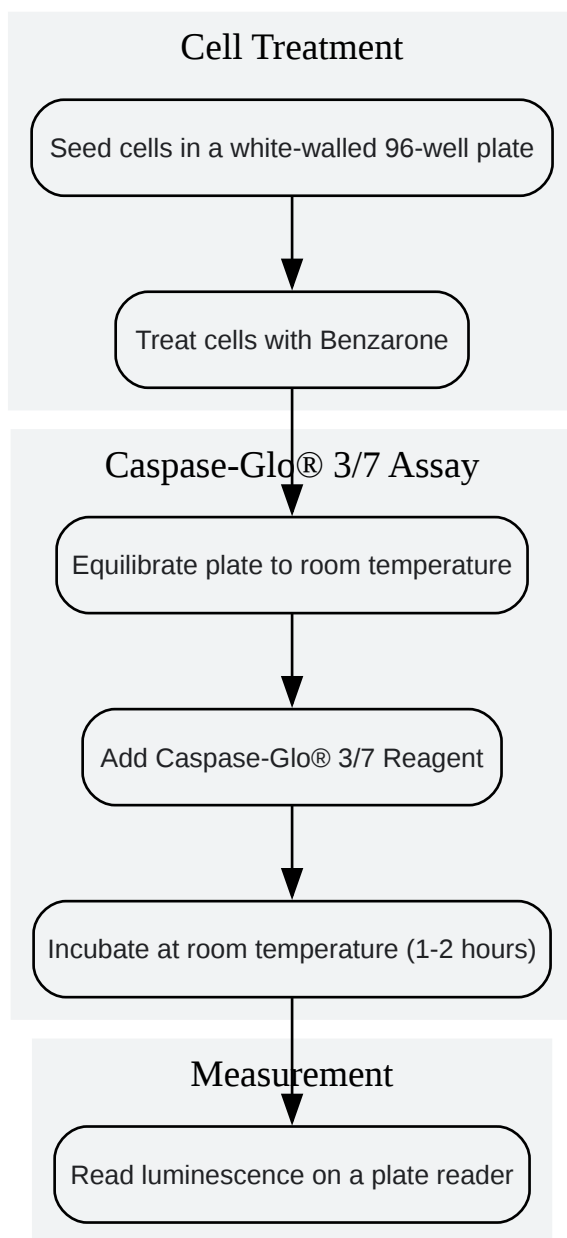 Cell Treatment
Seed cells in a white-walled 96-well plate
Treat cells with Benzarone
Caspase-Glo® 3/7 Assay
Equilibrate plate to room temperature
Add Caspase-Glo® 3/7 Reagent
Incubate at room temperature (1-2 hours)
Measurement
Read luminescence on a plate reader